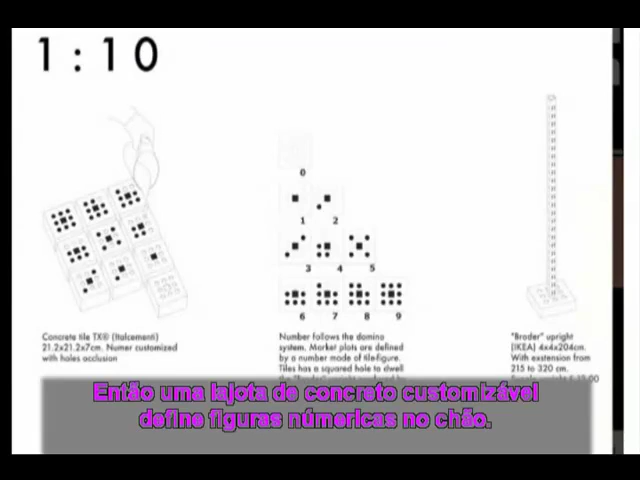 1:10
0
1 2
3 4 5
6 7 8 9
Concrete tile TX® (Italcementi)
21.2x21.2x7cm. Numer customized
with holes occlusion
Number follows the domino
system. Market plots are defined
by a number made of tile-figure.
Tiles has a squared hole to dwell
"Broder" upright
(IKEA) 4x4x204cm.
With exstension from
215 to 320 cm.
Então uma lajota de concreto customizável
define figuras númericas no chão.